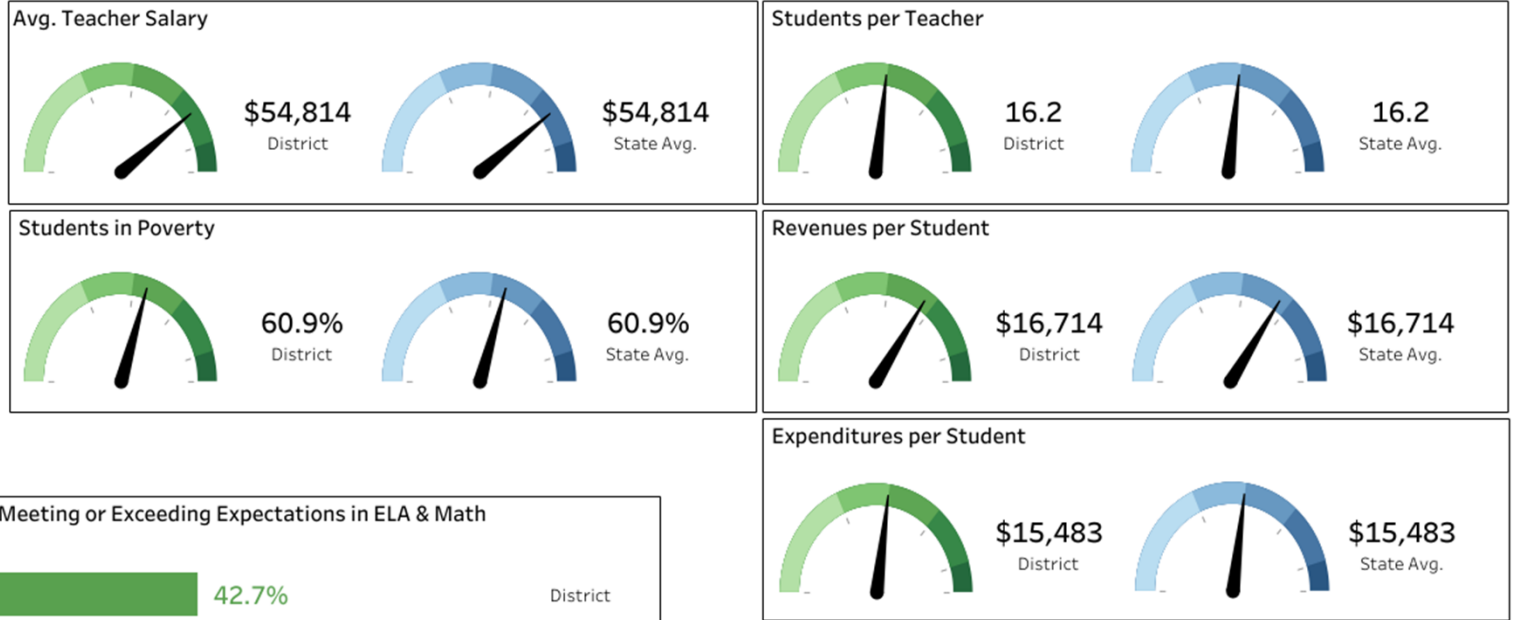 Avg. Teacher Salary
$54,814
District
$54,814
State Avg.
Students per Teacher
16.2
District
16.2
State Avg.
Students in Poverty
60.9%
District
60.9%
State Avg.
Revenues per Student
$16,714
District
$16,714
State Avg.
Expenditures per Student
$15,483
District
$15,483
State Avg.
Meeting or Exceeding Expectations in ELA & Math
42.7%
District